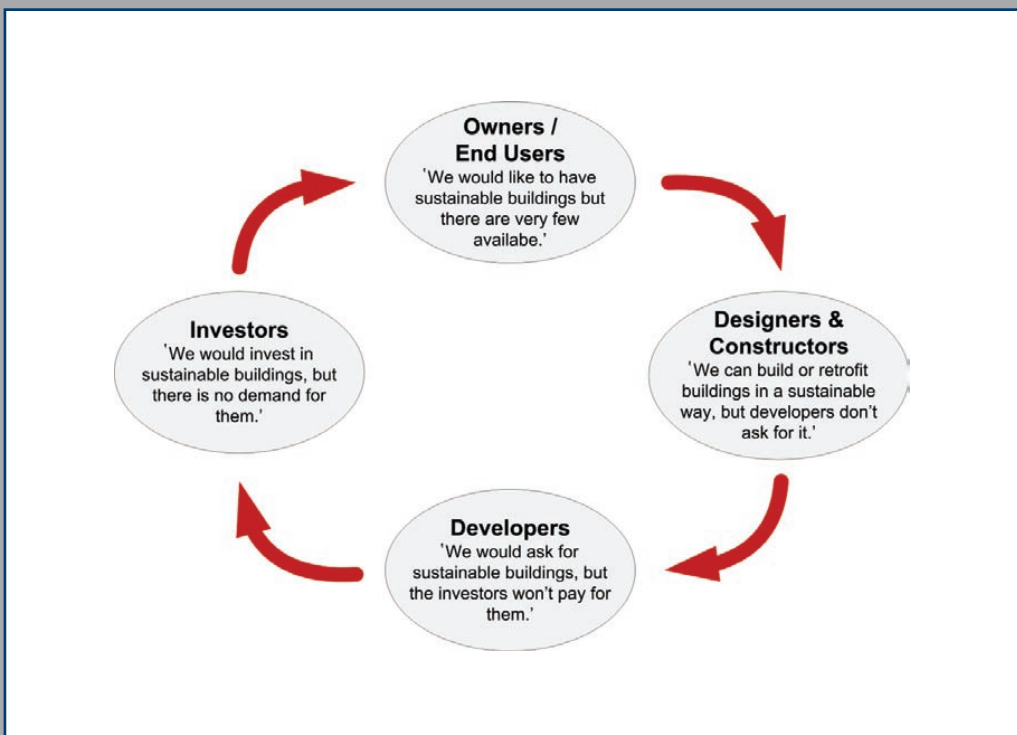 Owners /
End Users
'We would like to have
sustainable buildings but
there are very few
availabe.'
Designers &
Constructors
'We can build or retrofit
buildings in a sustainable
way, but developers don't
ask for it.'
Developers
'We would ask for
sustainable buildings, but
the investors won't pay for
them.'
Investors
'We would invest in
sustainable buildings, but
there is no demand for
them.'